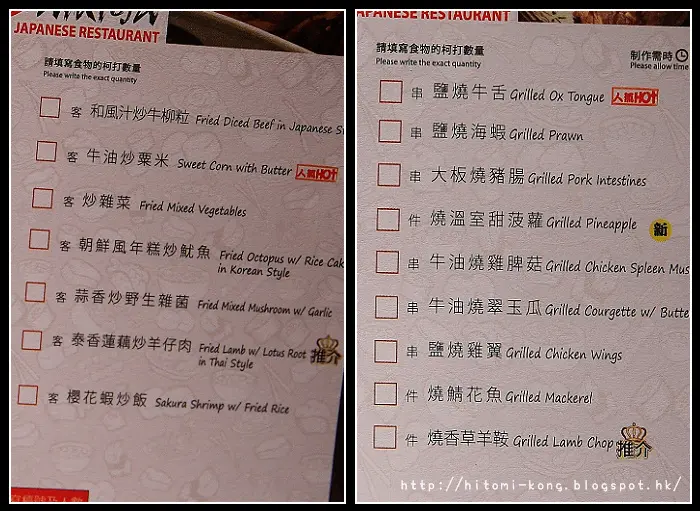 JAPANESE RESTAURANT
請填寫食物的柯打數量
Please write the exact quantity
客 和風汁炒牛柳粒 Fried Diced Beef in Japanese
客 牛油炒粟米 Sweet Corn with Butter 人氣HOT
客 炒雜菜 Fried Mixed Vegetables
客 朝鮮風年糕炒魷魚 Fried Octopus w/ Rice Cak
in Korean Style
客 蒜香炒野生雜菌 Fried Mixed Mushroom w/ Garlic
客 泰香蓮藕炒羊仔肉 Fried Lamb w/ Lotus Root
in Thai Style 推介
客 櫻花蝦炒飯 Sakura Shrimp w/ Fried Rice
JAPANESE RESTAURANT
請填寫食物的柯打數量
Please write the exact quantity
制作需時
Please allow time
串 鹽燒牛舌 Grilled Ox Tongue 人氣HOT
串 鹽燒海蝦 Grilled Prawn
串 大板燒豬腸 Grilled Pork Intestines
件 燒溫室甜菠蘿 Grilled Pineapple 新
串 牛油燒雞脾菇 Grilled Chicken Spleen Mus
串 牛油燒翠玉瓜 Grilled Courgette w/ Butte
串 鹽燒雞翼 Grilled Chicken Wings
件 燒鯖花魚 Grilled Mackerel
件 燒香草羊鞍 Grilled Lamb Chop 推介
http://hitomi-kong.blogspot.hk/